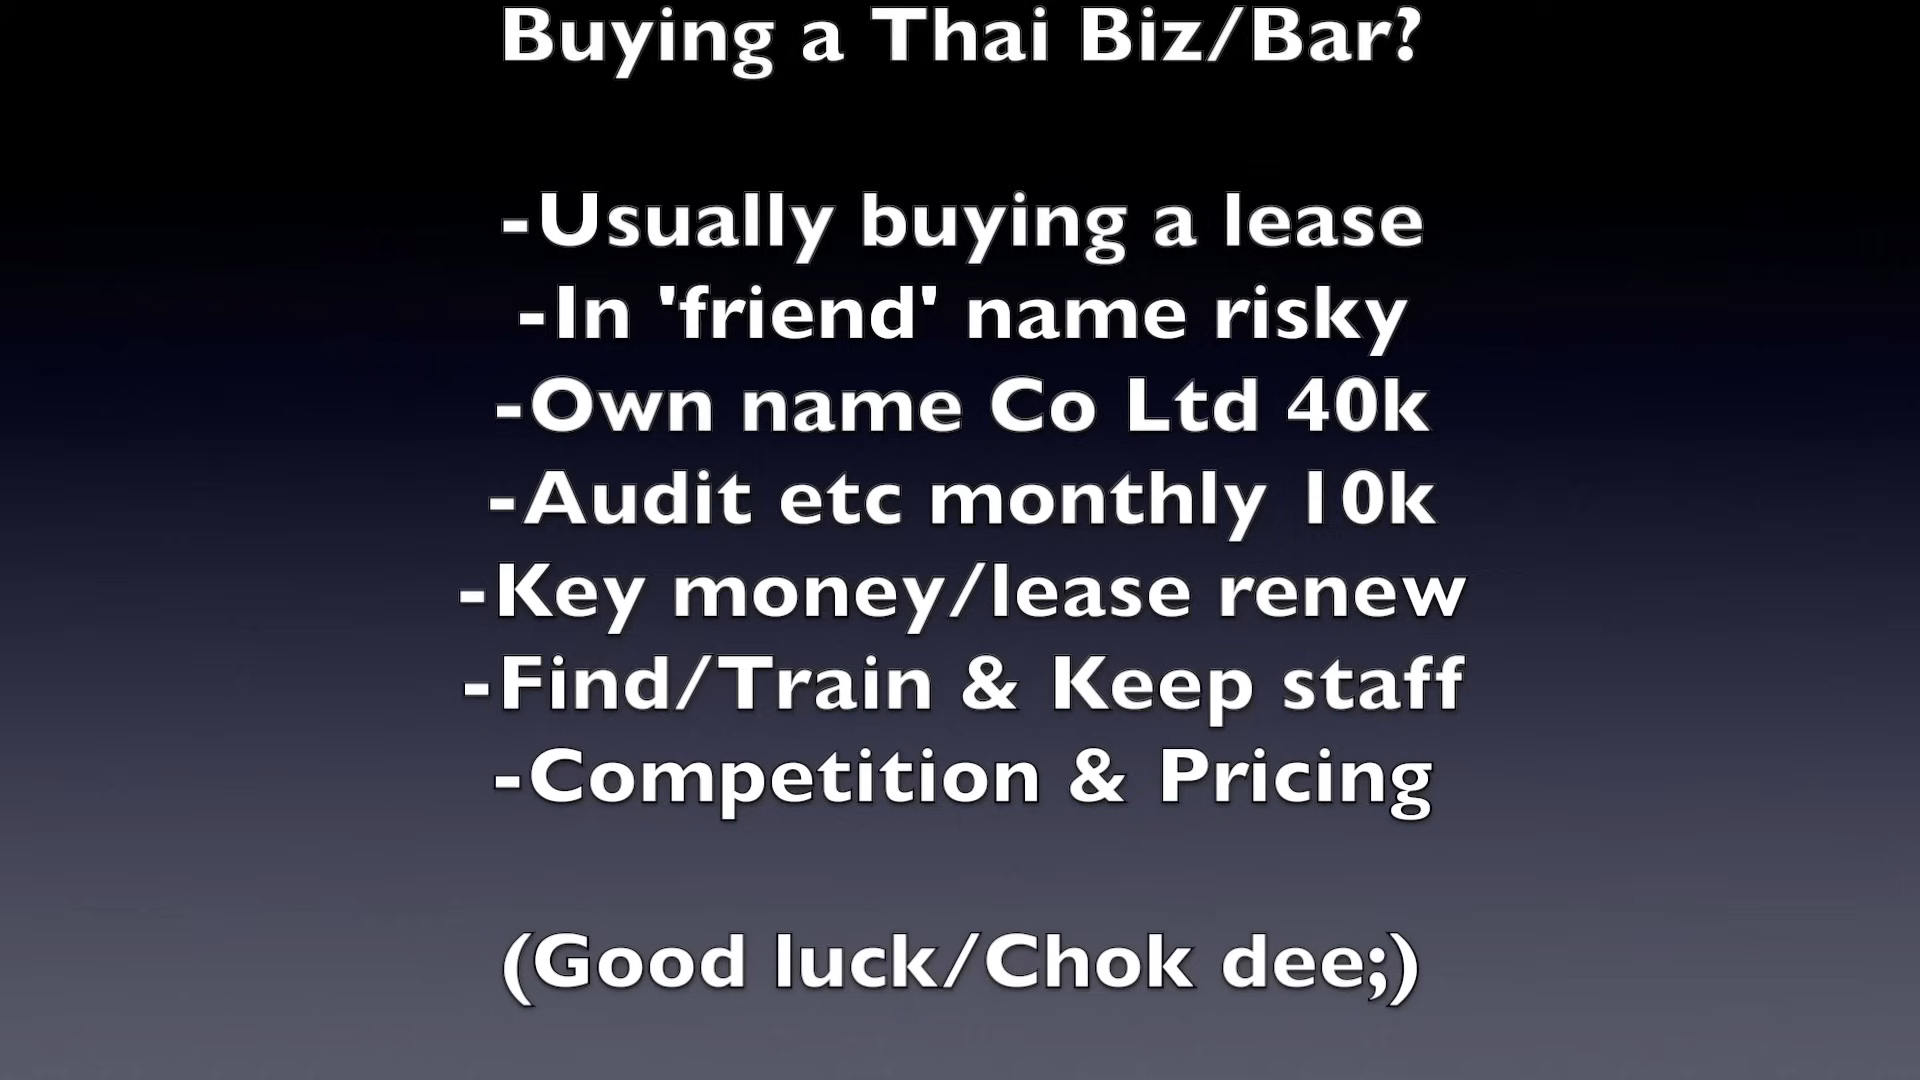 Buying a Thai Biz/Bar?
-Usually buying a lease
-In 'friend' name risky
-Own name Co Ltd 40k
-Audit etc monthly 10k
-Key money/lease renew
-Find/Train & Keep staff
-Competition & Pricing
(Good luck/Chok dee;)